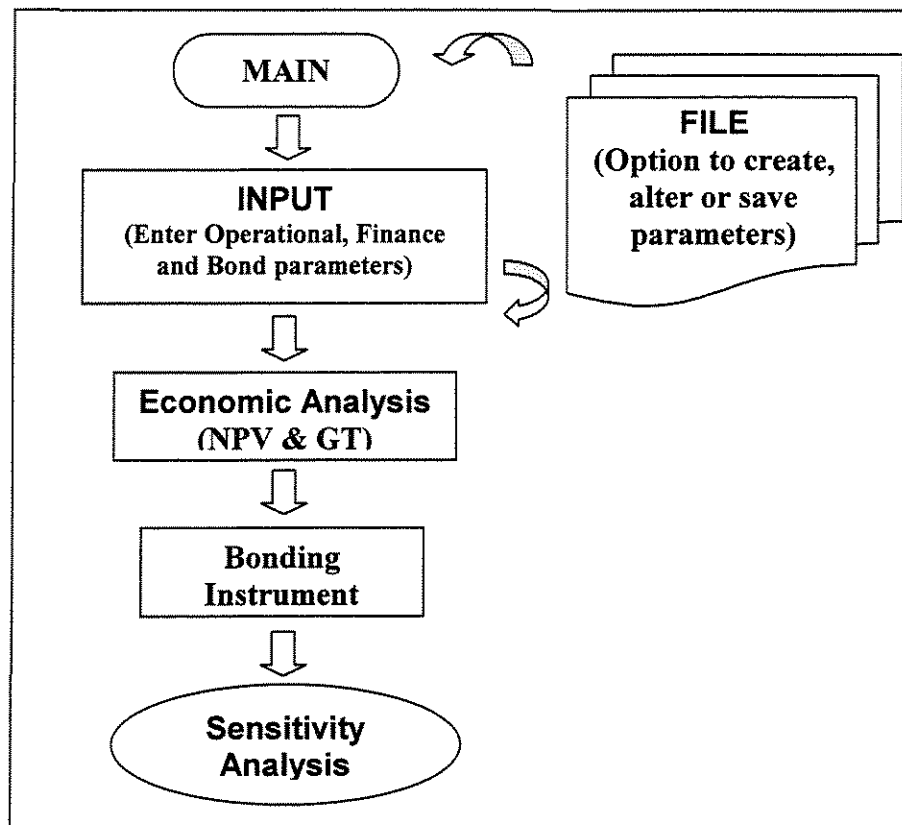 MAIN
FILE
(Option to create,
alter or save
parameters)
INPUT
(Enter Operational, Finance
and Bond parameters)
Economic Analysis
(NPV & GT)
Bonding
Instrument
Sensitivity
Analysis